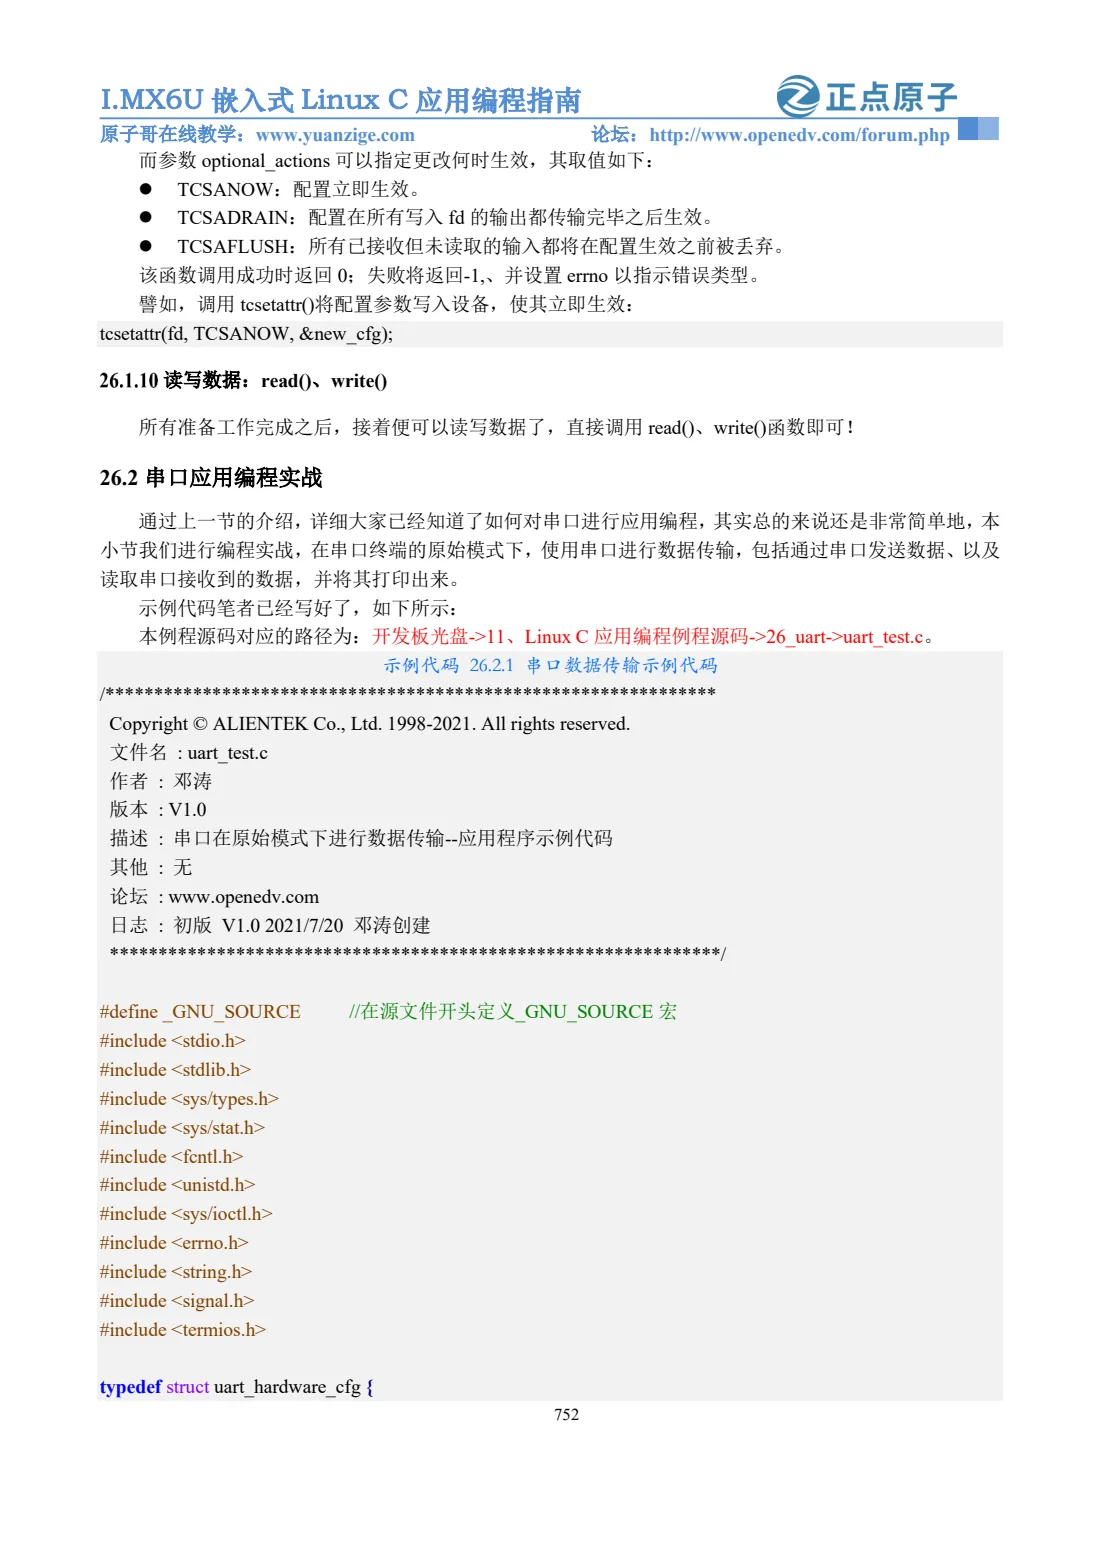 I.MX6U 嵌入式 Linux C 应用编程指南
正点原子
原子哥在线教学：www.yuanzige.com 论坛：http://www.openedv.com/forum.php
而参数 optional_actions 可以指定更改何时生效，其取值如下：
● TCSANOW：配置立即生效。
● TCSADRAIN：配置在所有写入 fd 的输出都传输完毕之后生效。
● TCSAFLUSH：所有已接收但未读取的输入都将在配置生效之前被丢弃。
该函数调用成功时返回 0；失败将返回-1,、并设置 errno 以指示错误类型。
譬如，调用 tcsetattr()将配置参数写入设备，使其立即生效：
tcsetattr(fd, TCSANOW, &new_cfg);
26.1.10 读写数据：read()、write()
所有准备工作完成之后，接着便可以读写数据了，直接调用 read()、write()函数即可！
26.2 串口应用编程实战
通过上一节的介绍，详细大家已经知道了如何对串口进行应用编程，其实总的来说还是非常简单地，本
小节我们进行编程实战，在串口终端的原始模式下，使用串口进行数据传输，包括通过串口发送数据、以及
读取串口接收到的数据，并将其打印出来。
示例代码笔者已经写好了，如下所示：
本例程源码对应的路径为：开发板光盘->11、Linux C 应用编程例程源码->26_uart->uart_test.c。
示例代码 26.2.1 串口数据传输示例代码
/***************************************************************
Copyright © ALIENTEK Co., Ltd. 1998-2021. All rights reserved.
文件名 : uart_test.c
作者 : 邓涛
版本 : V1.0
描述 : 串口在原始模式下进行数据传输--应用程序示例代码
其他 : 无
论坛 : www.openedv.com
日志 : 初版 V1.0 2021/7/20 邓涛创建
***************************************************************/
#define _GNU_SOURCE //在源文件开头定义_GNU_SOURCE 宏
#include <stdio.h>
#include <stdlib.h>
#include <sys/types.h>
#include <sys/stat.h>
#include <fcntl.h>
#include <unistd.h>
#include <sys/ioctl.h>
#include <errno.h>
#include <string.h>
#include <signal.h>
#include <termios.h>
typedef struct uart_hardware_cfg {
752